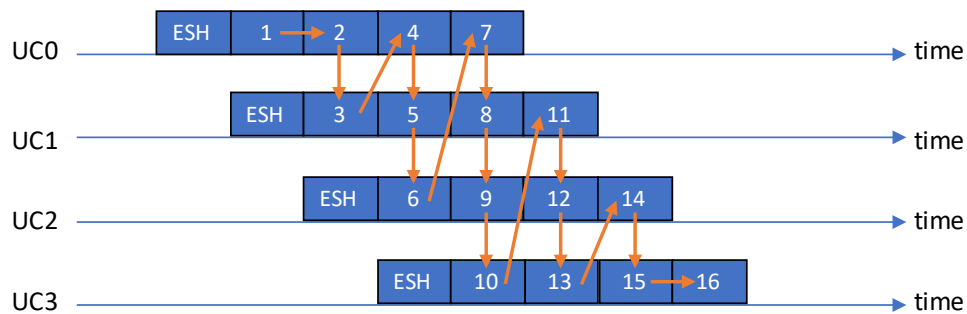 ESH 1 2 4 7
UC0 time
ESH 3 5 8 11
UC1 time
ESH 6 9 12 14
UC2 time
ESH 10 13 15 16
UC3 time